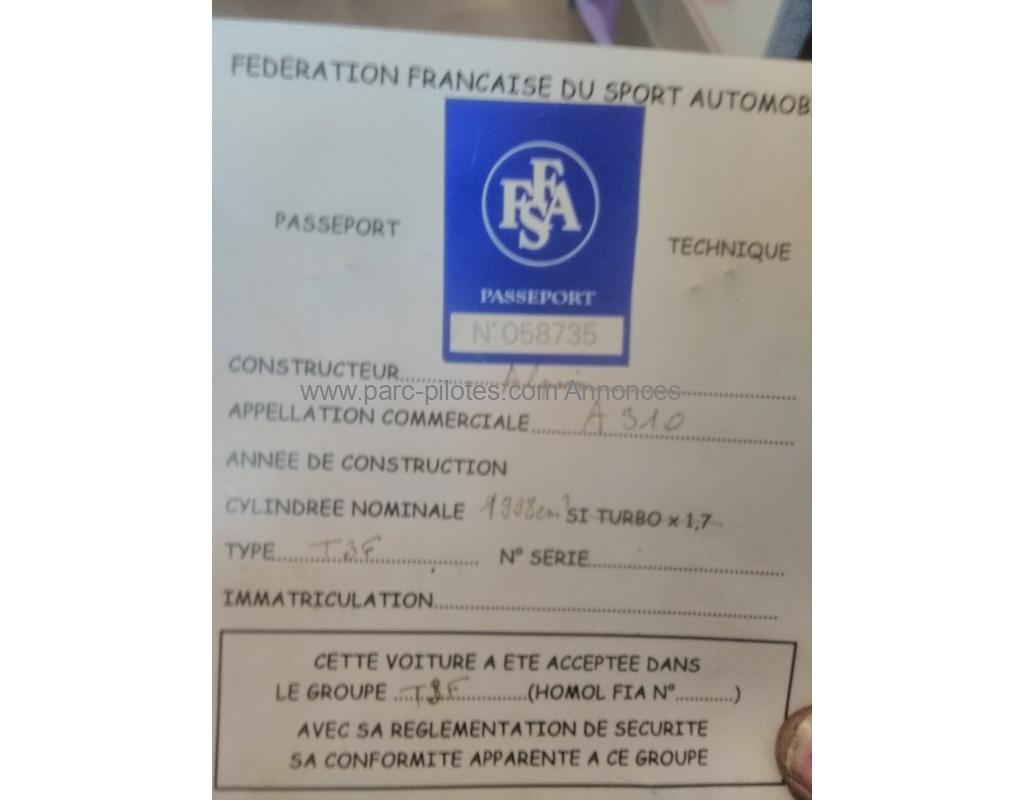 FEDERATION FRANCAISE DU SPORT AUTOMOB
FFSA
PASSEPORT
TECHNIQUE
PASSEPORT
N°058735
CONSTRUCTEUR
www.parc-pilotes.com Annonces
APPELLATION COMMERCIALE A 310
ANNEE DE CONSTRUCTION
CYLINDREE NOMINALE 1998cm³ SI TURBO x 1,7
TYPE N° SERIE
IMMATRICULATION
CETTE VOITURE A ETE ACCEPTEE DANS
LE GROUPE (HOMOL FIA N° )
AVEC SA REGLEMENTATION DE SECURITE
SA CONFORMITE APPARENTE A CE GROUPE